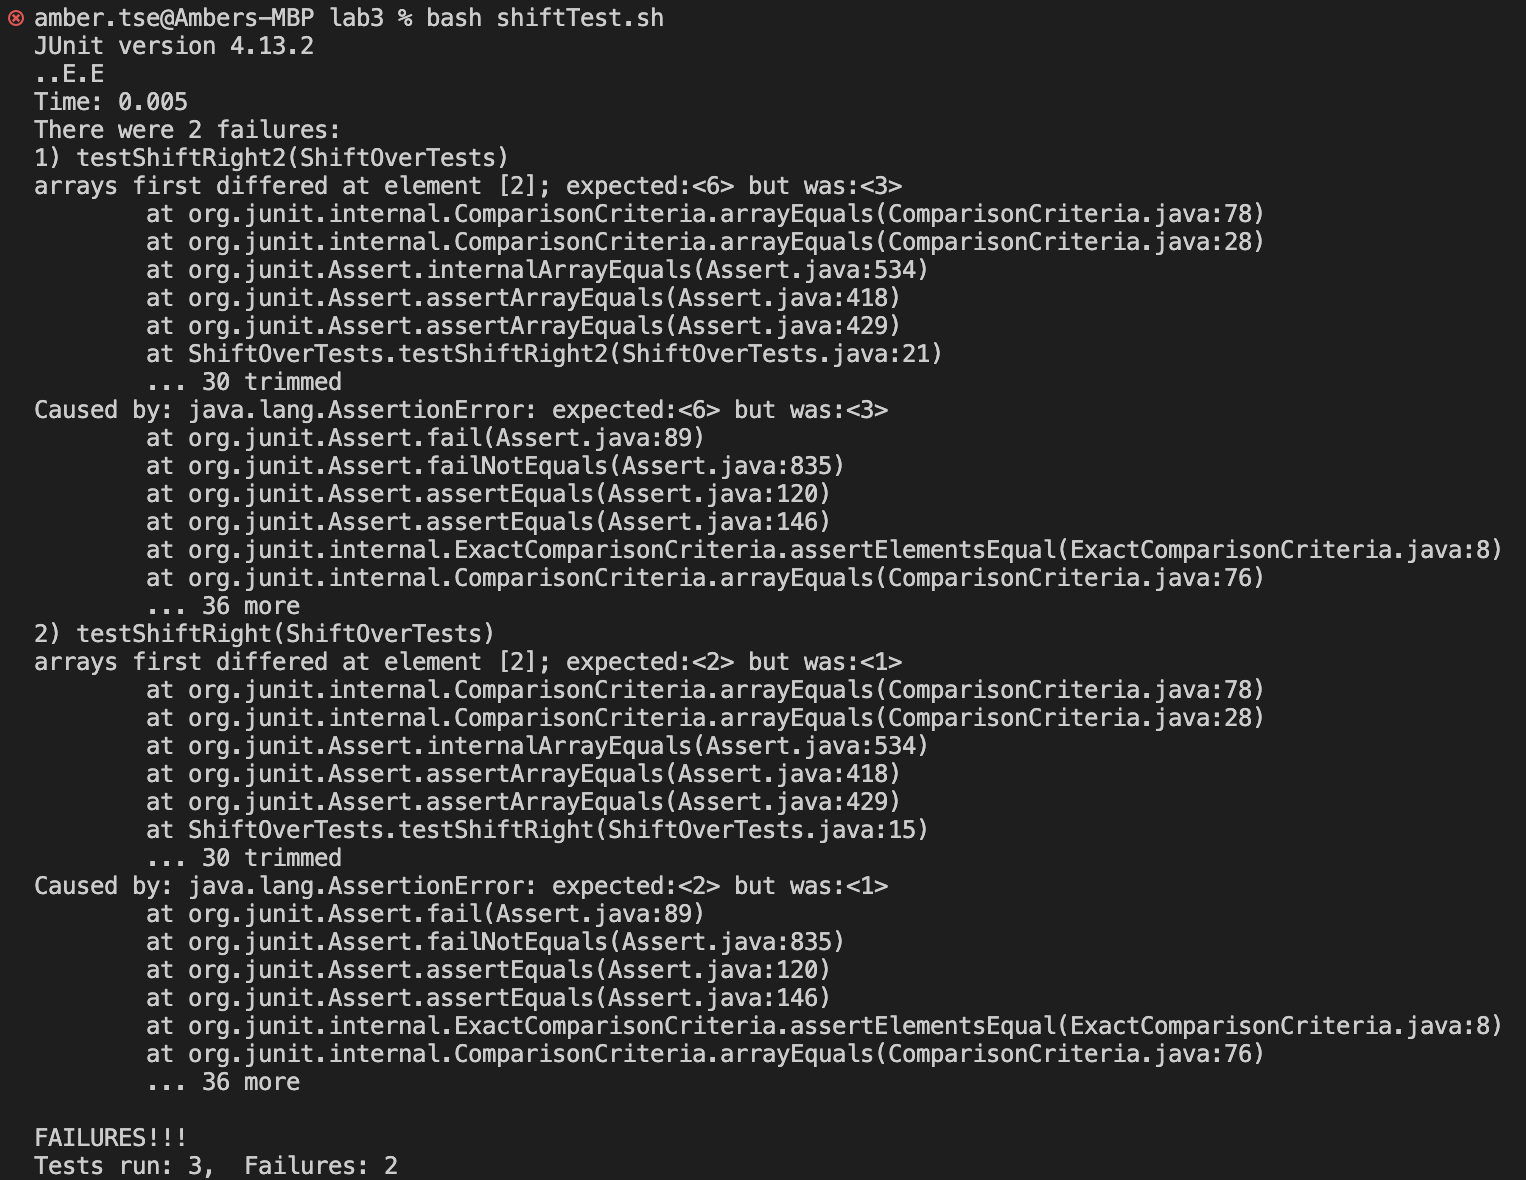 amber.tse@Ambers-MBP lab3 % bash shiftTest.sh
JUnit version 4.13.2
..E.E
Time: 0.005
There were 2 failures:
1) testShiftRight2(ShiftOverTests)
arrays first differed at element [2]; expected:<6> but was:<3>
        at org.junit.internal.ComparisonCriteria.arrayEquals(ComparisonCriteria.java:78)
        at org.junit.internal.ComparisonCriteria.arrayEquals(ComparisonCriteria.java:28)
        at org.junit.Assert.internalArrayEquals(Assert.java:534)
        at org.junit.Assert.assertArrayEquals(Assert.java:418)
        at org.junit.Assert.assertArrayEquals(Assert.java:429)
        at ShiftOverTests.testShiftRight2(ShiftOverTests.java:21)
        ... 30 trimmed
Caused by: java.lang.AssertionError: expected:<6> but was:<3>
        at org.junit.Assert.fail(Assert.java:89)
        at org.junit.Assert.failNotEquals(Assert.java:835)
        at org.junit.Assert.assertEquals(Assert.java:120)
        at org.junit.Assert.assertEquals(Assert.java:146)
        at org.junit.internal.ExactComparisonCriteria.assertElementsEqual(ExactComparisonCriteria.java:8)
        at org.junit.internal.ComparisonCriteria.arrayEquals(ComparisonCriteria.java:76)
        ... 36 more
2) testShiftRight(ShiftOverTests)
arrays first differed at element [2]; expected:<2> but was:<1>
        at org.junit.internal.ComparisonCriteria.arrayEquals(ComparisonCriteria.java:78)
        at org.junit.internal.ComparisonCriteria.arrayEquals(ComparisonCriteria.java:28)
        at org.junit.Assert.internalArrayEquals(Assert.java:534)
        at org.junit.Assert.assertArrayEquals(Assert.java:418)
        at org.junit.Assert.assertArrayEquals(Assert.java:429)
        at ShiftOverTests.testShiftRight(ShiftOverTests.java:15)
        ... 30 trimmed
Caused by: java.lang.AssertionError: expected:<2> but was:<1>
        at org.junit.Assert.fail(Assert.java:89)
        at org.junit.Assert.failNotEquals(Assert.java:835)
        at org.junit.Assert.assertEquals(Assert.java:120)
        at org.junit.Assert.assertEquals(Assert.java:146)
        at org.junit.internal.ExactComparisonCriteria.assertElementsEqual(ExactComparisonCriteria.java:8)
        at org.junit.internal.ComparisonCriteria.arrayEquals(ComparisonCriteria.java:76)
        ... 36 more

FAILURES!!!
Tests run: 3,  Failures: 2